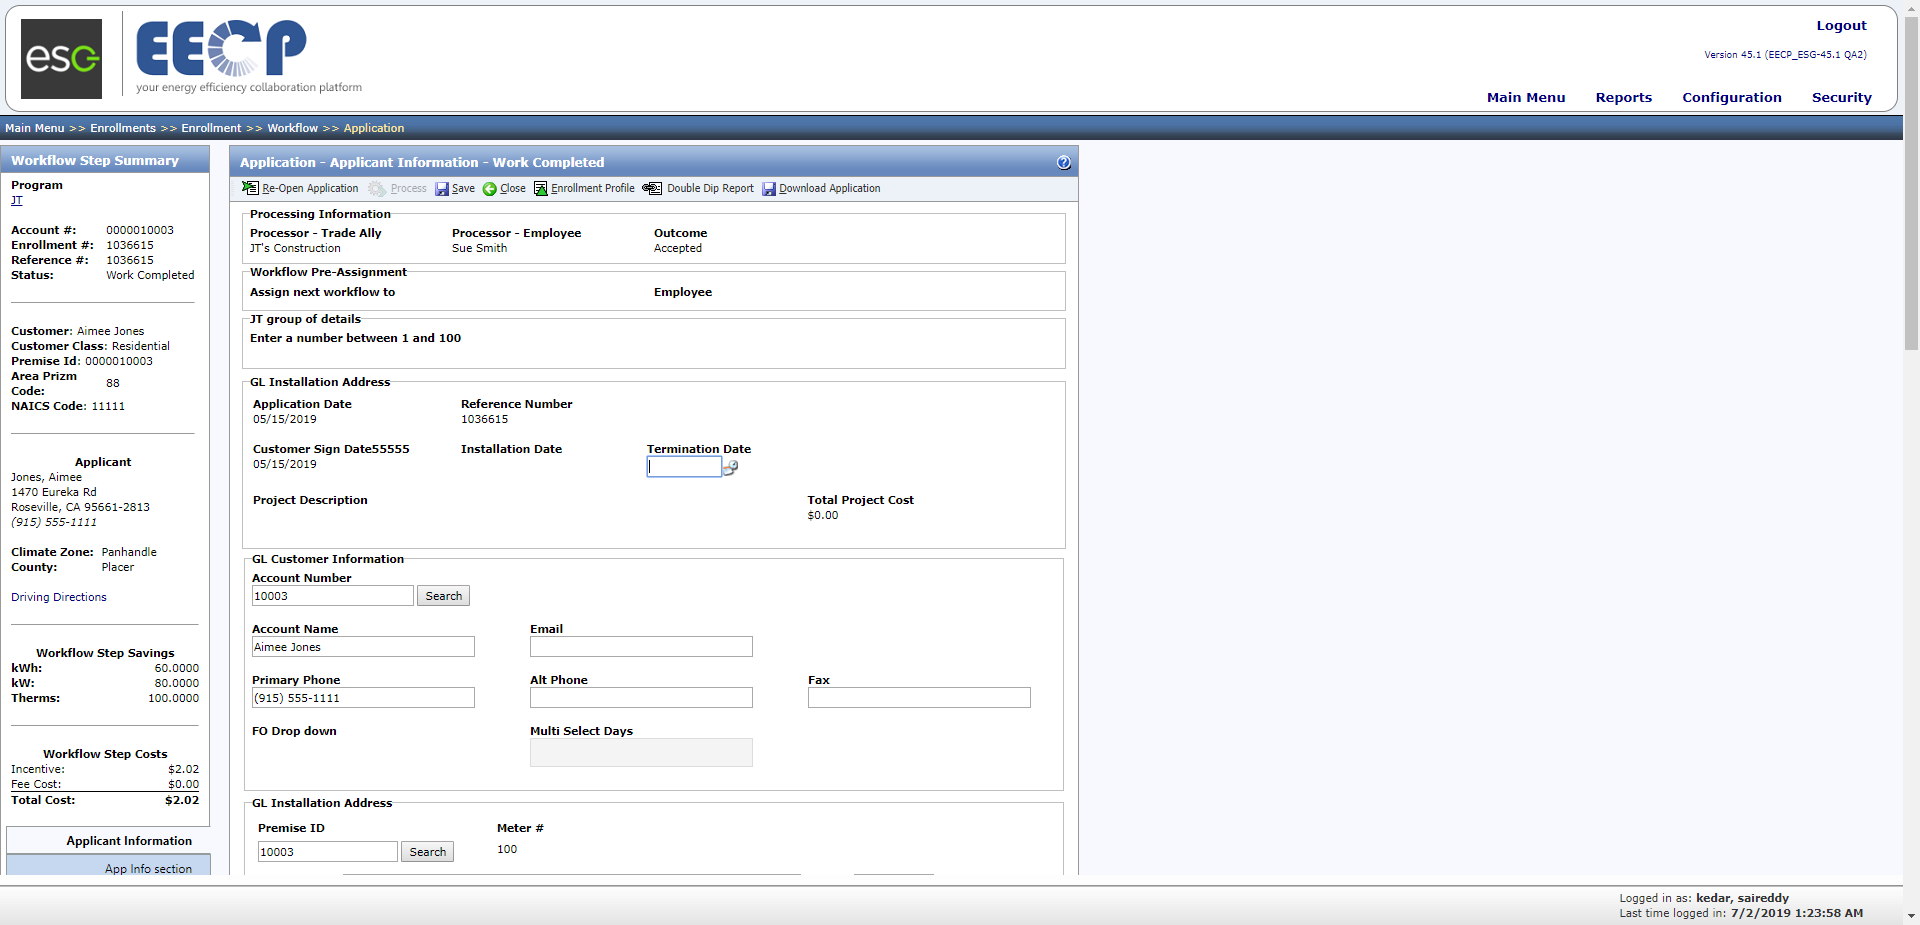 Logout
esg
EECP
your energy efficiency collaboration platform
Version 45.1 (EECP_ESG-45.1 QA2)
Main Menu Reports Configuration Security
Main Menu >> Enrollments >> Enrollment >> Workflow >> Application
Workflow Step Summary
Program
JT
Account #: 0000010003
Enrollment #: 1036615
Reference #: 1036615
Status: Work Completed
Customer: Aimee Jones
Customer Class: Residential
Premise Id: 0000010003
Area Prizm Code: 88
NAICS Code: 11111
Applicant
Jones, Aimee
1470 Eureka Rd
Roseville, CA 95661-2813
(915) 555-1111
Climate Zone: Panhandle
County: Placer
Driving Directions
Workflow Step Savings
kWh: 60.0000
kW: 80.0000
Therms: 100.0000
Workflow Step Costs
Incentive: $2.02
Fee Cost: $0.00
Total Cost: $2.02
Applicant Information
App Info section
Application - Applicant Information - Work Completed
Re-Open Application Process Save Close Enrollment Profile Double Dip Report Download Application
Processing Information
Processor - Trade Ally Processor - Employee Outcome
JT's Construction Sue Smith Accepted
Workflow Pre-Assignment
Assign next workflow to Employee
JT group of details
Enter a number between 1 and 100
GL Installation Address
Application Date Reference Number
05/15/2019 1036615
Customer Sign Date55555 Installation Date Termination Date
05/15/2019
Project Description Total Project Cost
$0.00
GL Customer Information
Account Number
10003 Search
Account Name Email
Aimee Jones
Primary Phone Alt Phone Fax
(915) 555-1111
FO Drop down Multi Select Days
GL Installation Address
Premise ID Meter #
10003 Search 100
Logged in as: kedar, saireddy
Last time logged in: 7/2/2019 1:23:58 AM